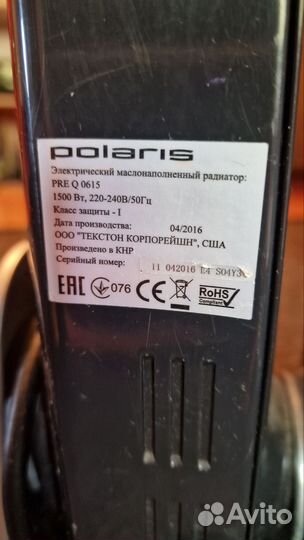 polaris
Электрический маслонаполненный радиатор:
PRE Q 0615
1500 Вт, 220-240В/50Гц
Класс защиты - I
Дата производства: 04/2016
ООО "ТЕКСТОН КОРПОРЕЙШН", США
Произведено в КНР
Серийный номер: 11 042016 E4 S04Y30
EAC 076 CE RoHS
Compliant
Avito